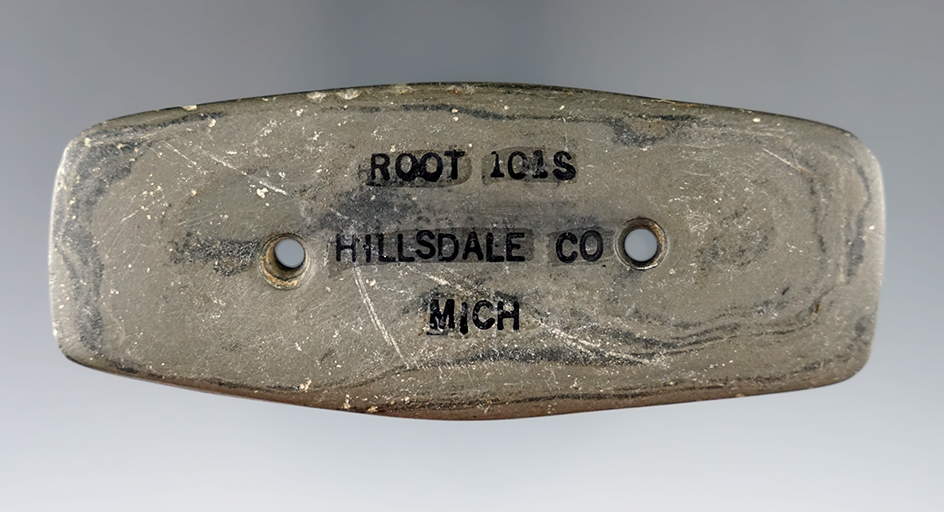 ROOT 101S
HILLSDALE CO
MICH